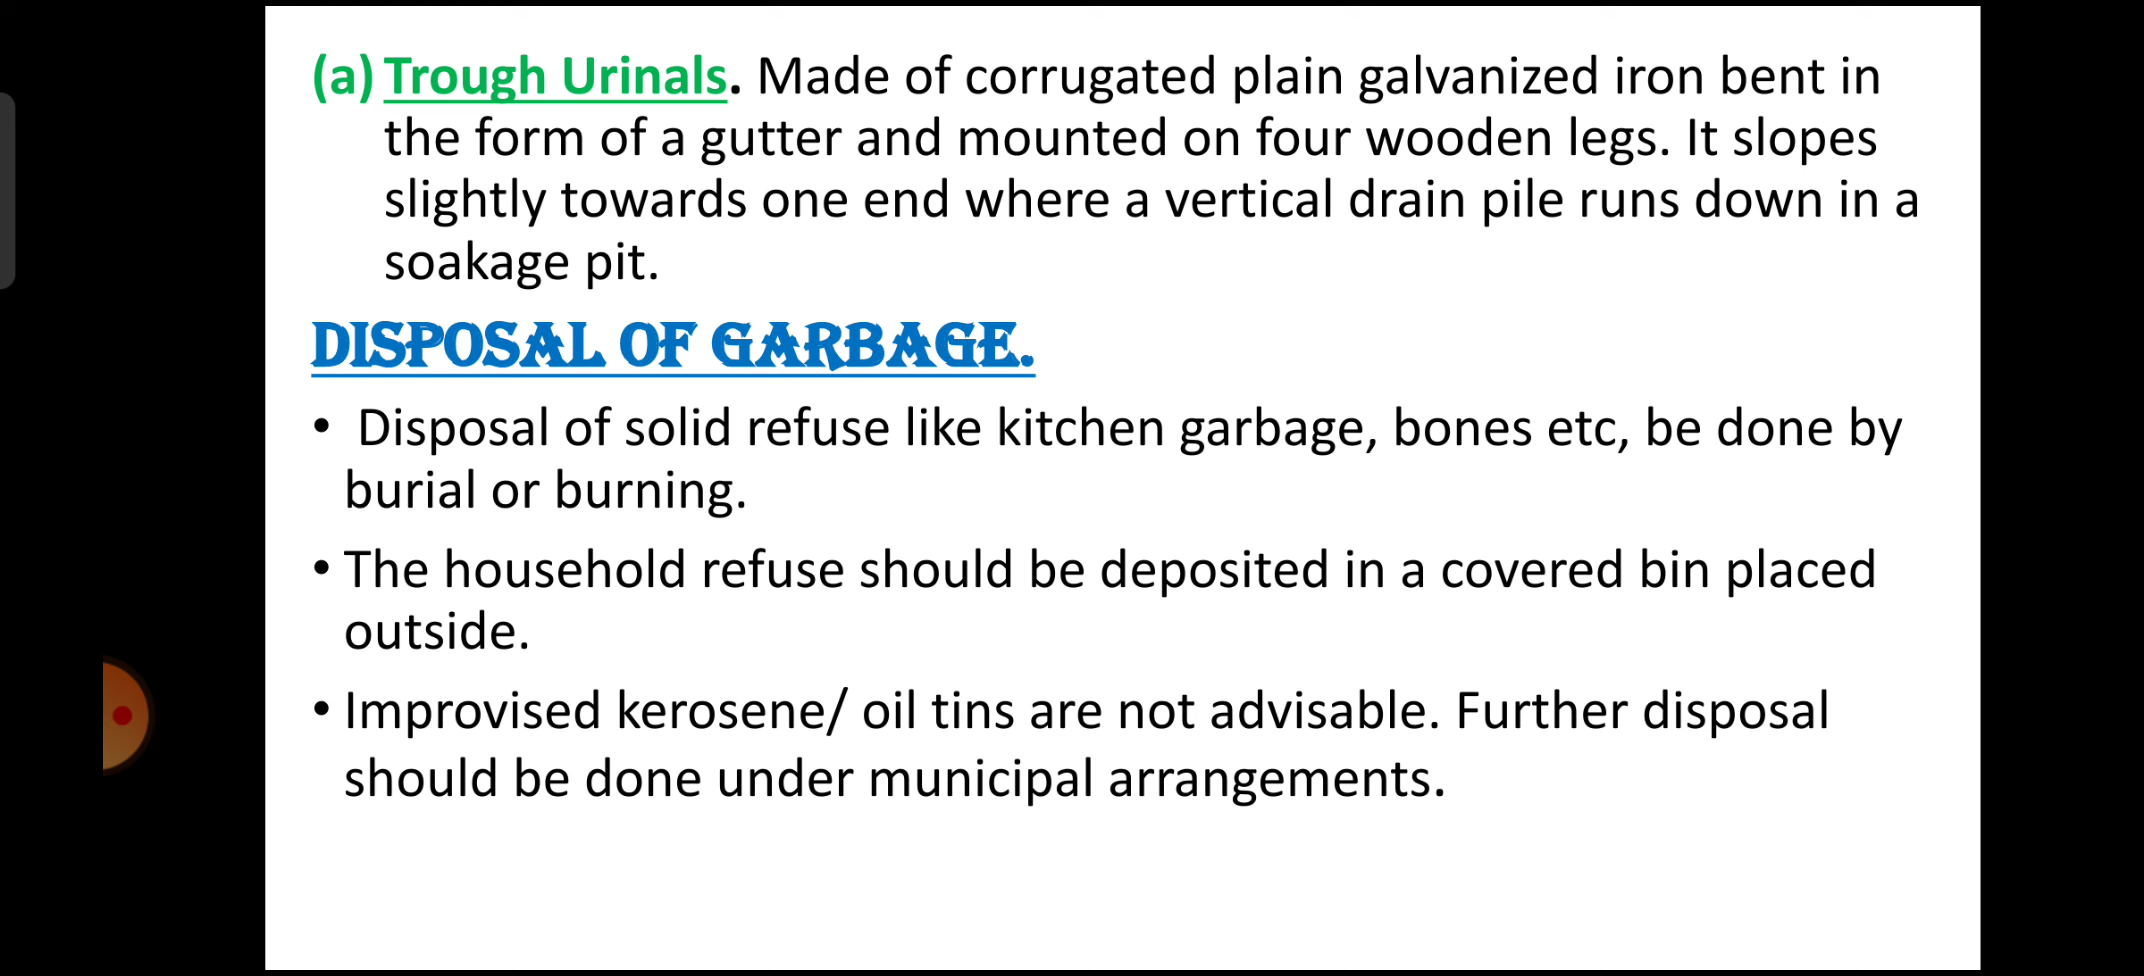 (a) Trough Urinals. Made of corrugated plain galvanized iron bent in
the form of a gutter and mounted on four wooden legs. It slopes
slightly towards one end where a vertical drain pile runs down in a
soakage pit.
DISPOSAL OF GARBAGE.
• Disposal of solid refuse like kitchen garbage, bones etc, be done by
burial or burning.
• The household refuse should be deposited in a covered bin placed
outside.
• Improvised kerosene/ oil tins are not advisable. Further disposal
should be done under municipal arrangements.